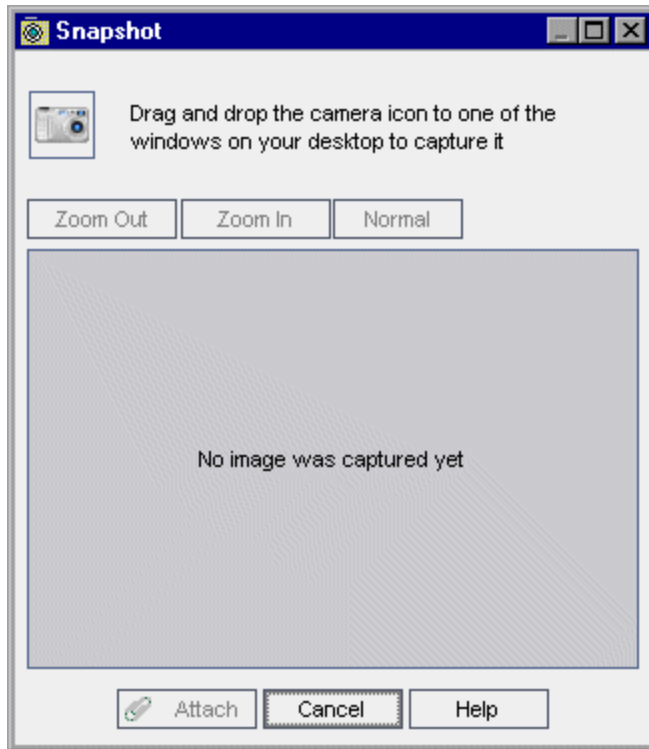 Snapshot
Drag and drop the camera icon to one of the
windows on your desktop to capture it
Zoom Out Zoom In Normal
No image was captured yet
Attach Cancel Help